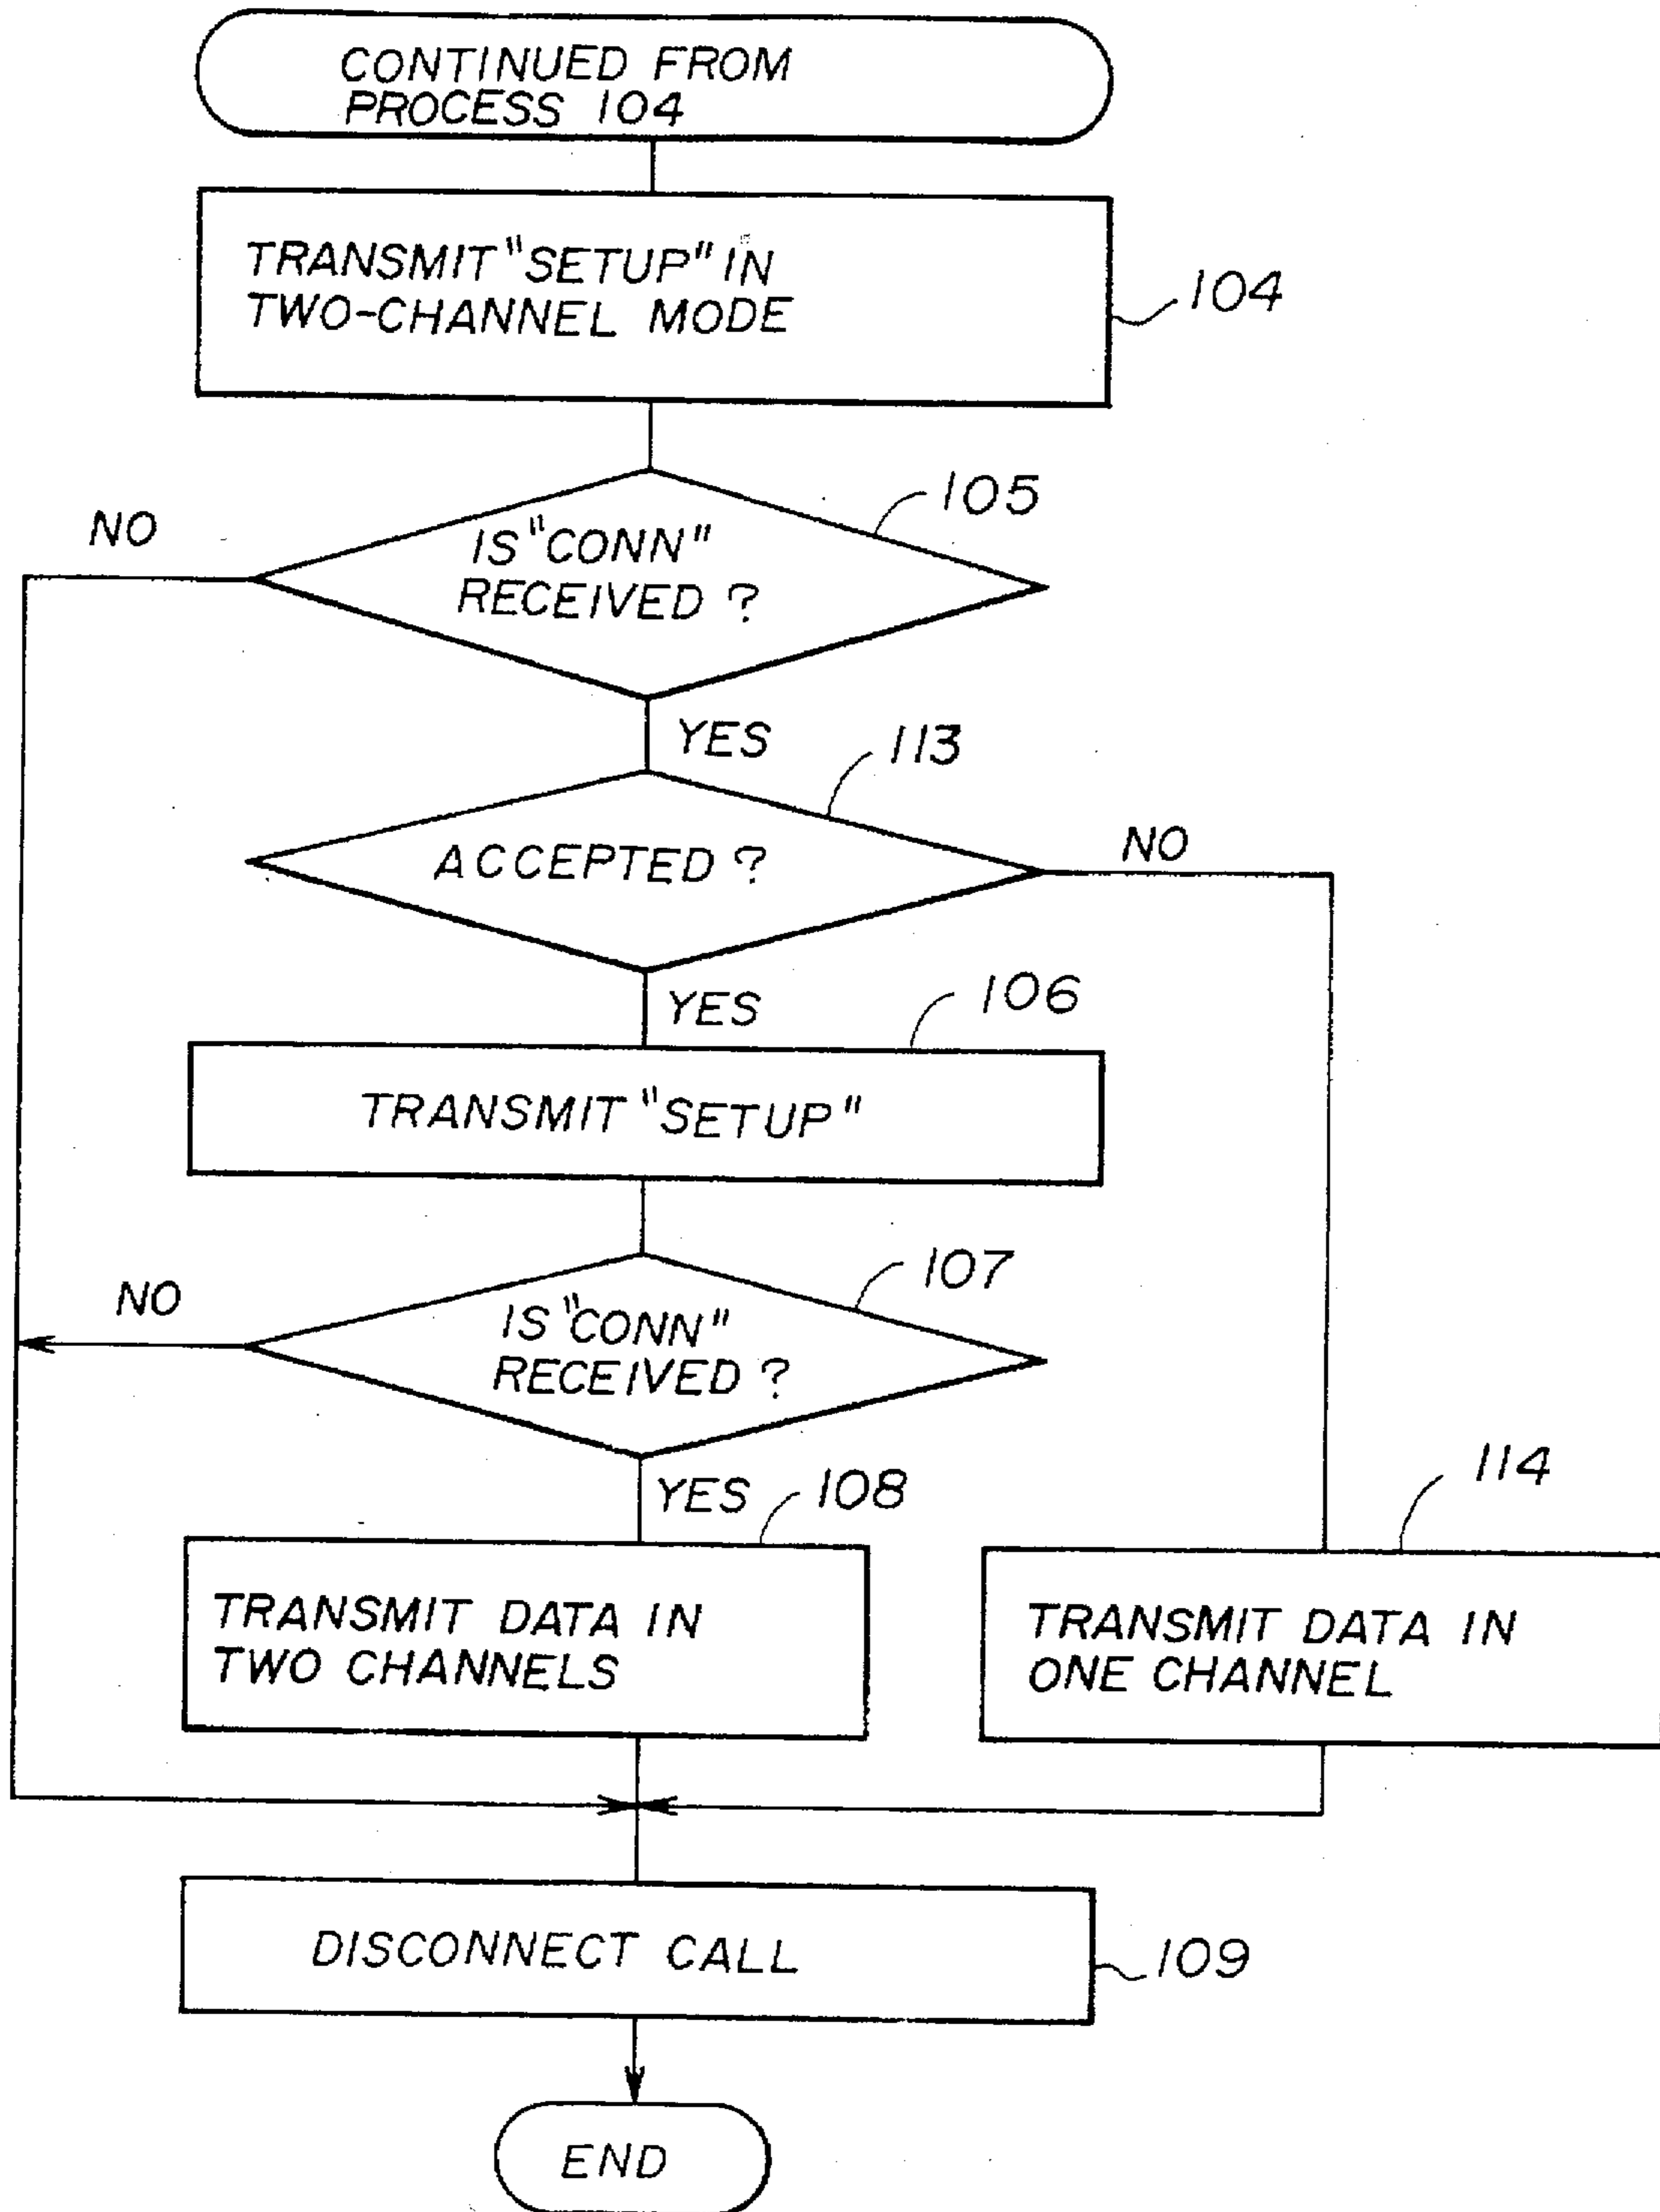 CONTINUED FROM
PROCESS 104
TRANSMIT "SETUP" IN
TWO-CHANNEL MODE
104
105
NO
IS "CONN"
RECEIVED ?
YES
113
ACCEPTED ?
NO
YES
106
TRANSMIT "SETUP"
107
NO
IS "CONN"
RECEIVED ?
YES
108
114
TRANSMIT DATA IN
TWO CHANNELS
TRANSMIT DATA IN
ONE CHANNEL
DISCONNECT CALL
109
END